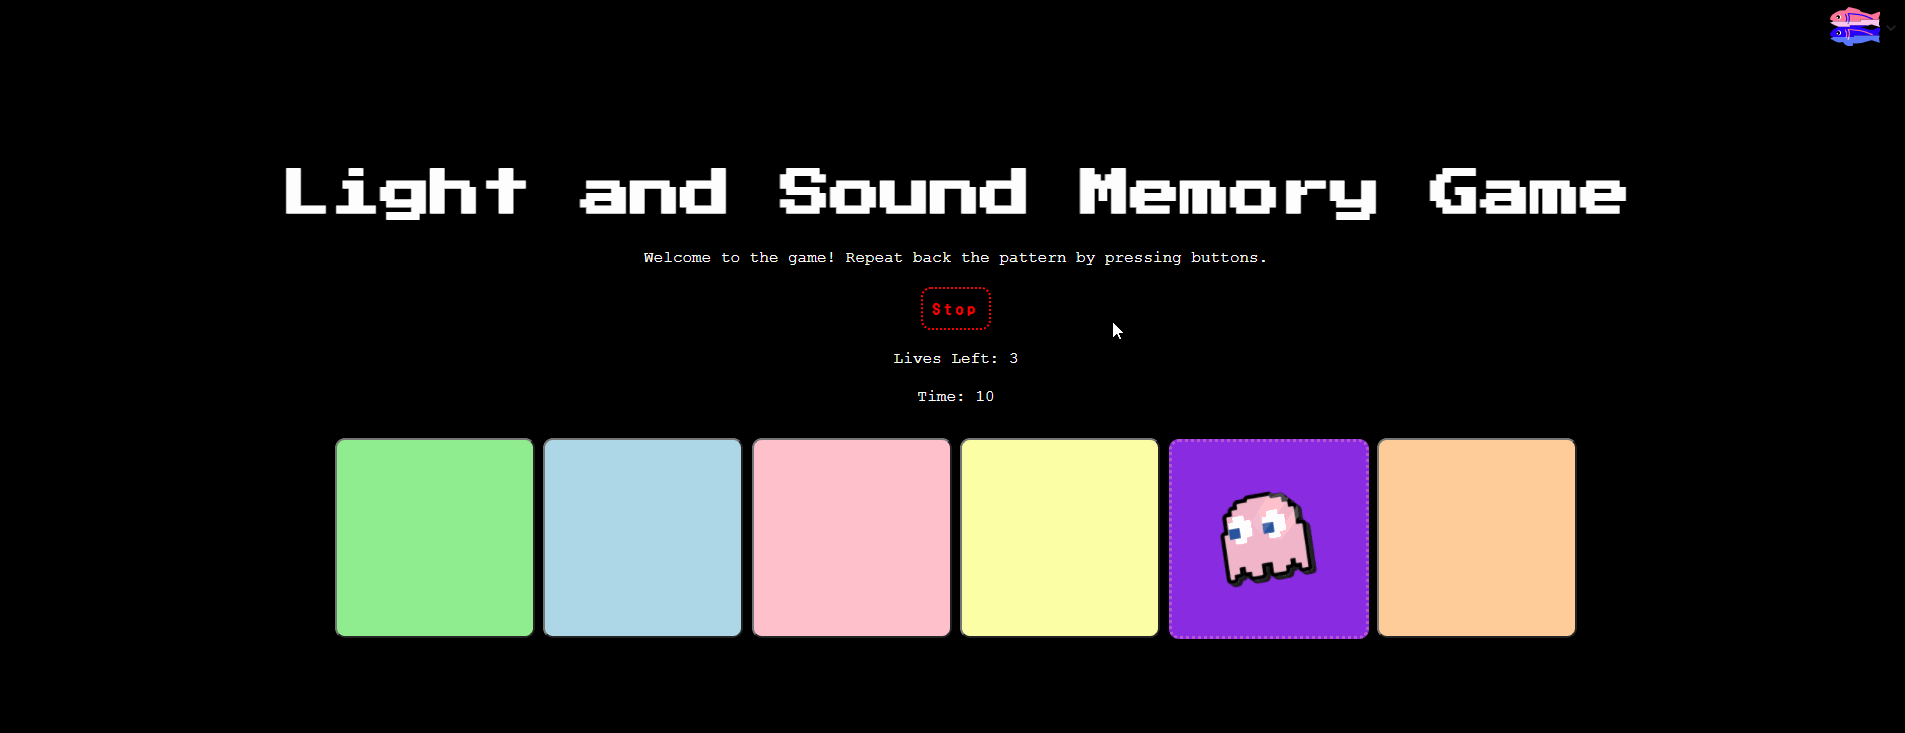 Light and Sound Memory Game
Welcome to the game! Repeat back the pattern by pressing buttons.
Stop
Lives Left: 3
Time: 10